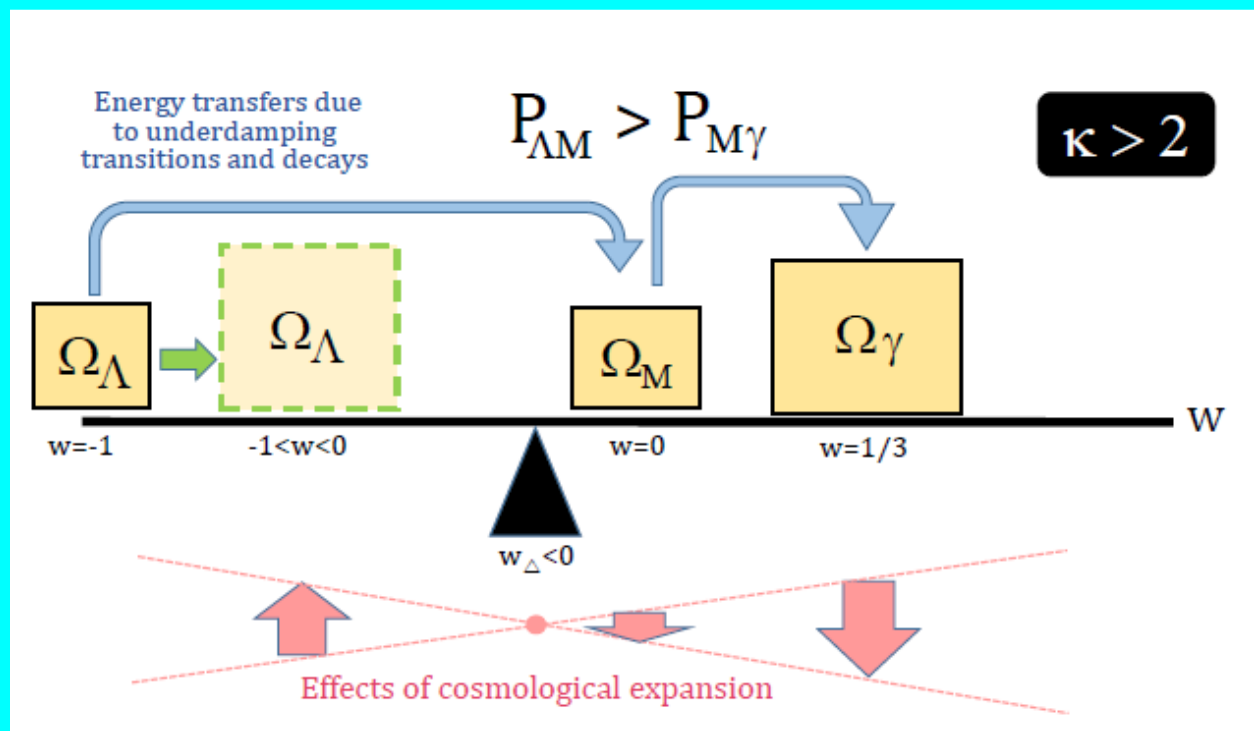 Energy transfers due
to underdamping
transitions and decays
P_ΛM > P_Mγ
κ > 2
Ω_Λ
Ω_Λ
Ω_M
Ω_γ
w
w=-1
-1<w<0
w=0
w=1/3
w_△<0
Effects of cosmological expansion